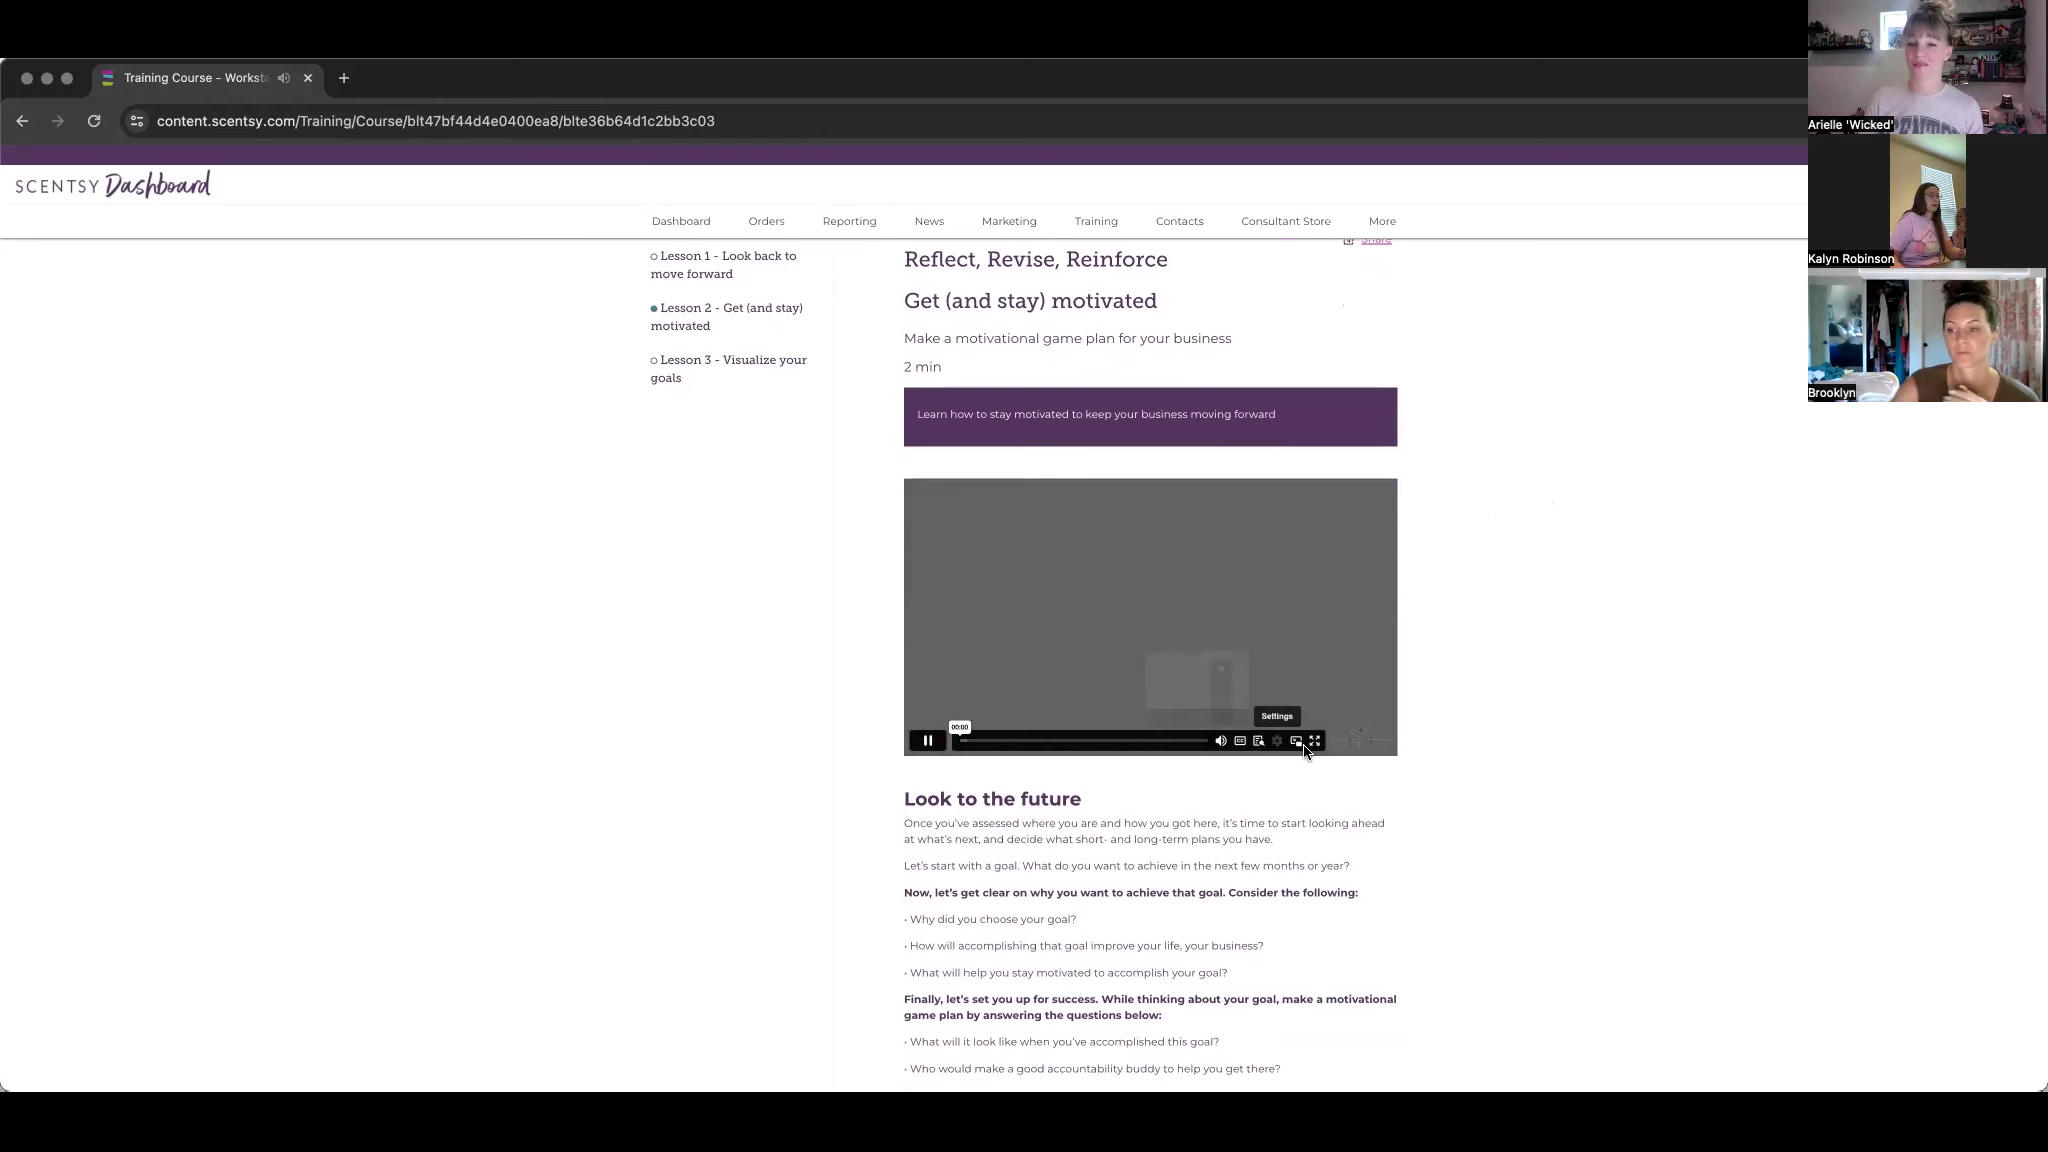 Training Course - Worksta
content.scentsy.com/Training/Course/blt47bf44d4e0400ea8/blte36b64d1c2bb3c03
SCENTSY Dashboard
Dashboard Orders Reporting News Marketing Training Contacts Consultant Store More
Share
Lesson 1 - Look back to
move forward
Lesson 2 - Get (and stay)
motivated
Lesson 3 - Visualize your
goals
Reflect, Revise, Reinforce
Get (and stay) motivated
Make a motivational game plan for your business
2 min
Learn how to stay motivated to keep your business moving forward
Settings
00:00
CC
Look to the future
Once you've assessed where you are and how you got here, it's time to start looking ahead
at what's next, and decide what short- and long-term plans you have.
Let's start with a goal. What do you want to achieve in the next few months or year?
Now, let's get clear on why you want to achieve that goal. Consider the following:
• Why did you choose your goal?
• How will accomplishing that goal improve your life, your business?
• What will help you stay motivated to accomplish your goal?
Finally, let's set you up for success. While thinking about your goal, make a motivational
game plan by answering the questions below:
• What will it look like when you've accomplished this goal?
• Who would make a good accountability buddy to help you get there?
Arielle 'Wicked'
Kalyn Robinson
Brooklyn